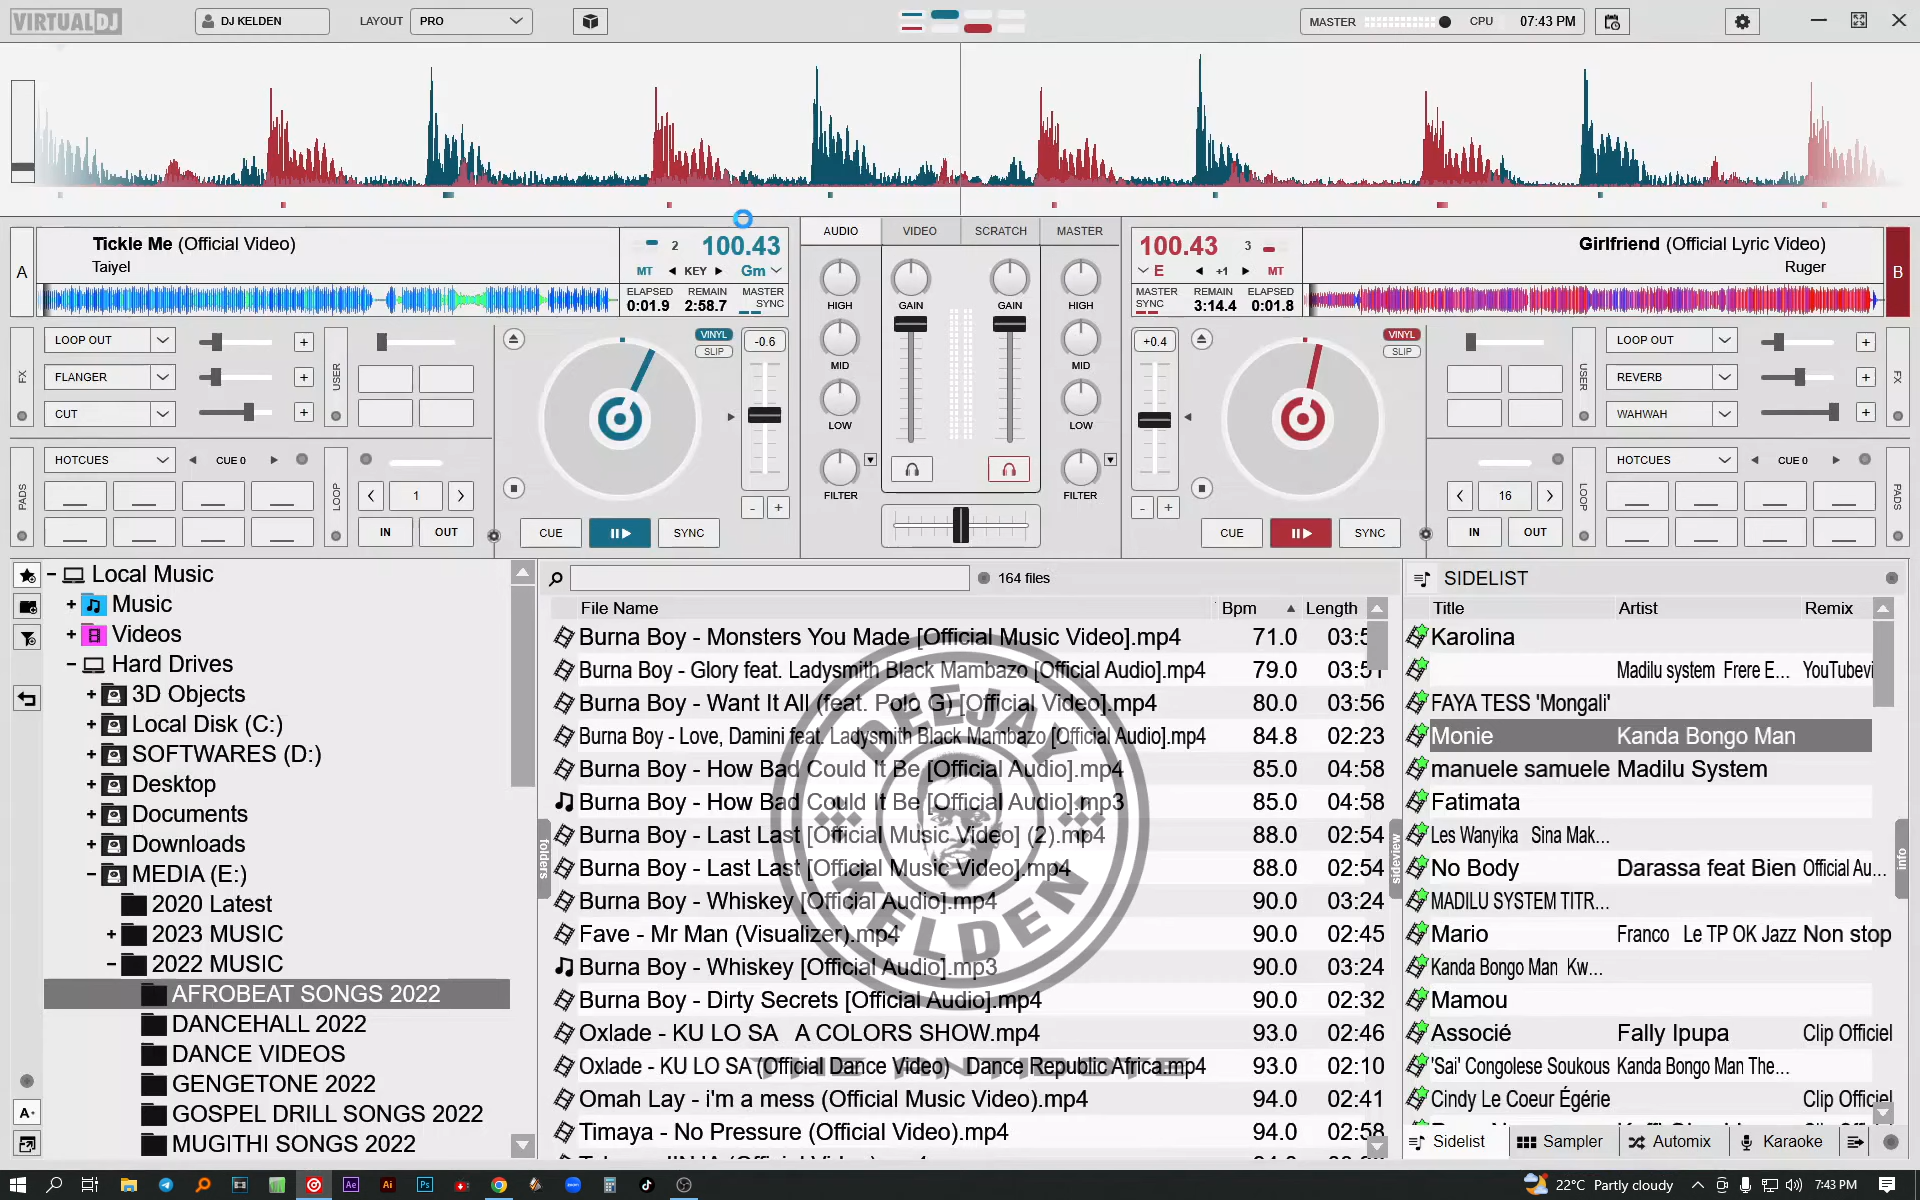 VIRTUALDJ
DJ KELDEN
LAYOUT
PRO
MASTER
CPU
07:43 PM
Tickle Me (Official Video)
Taiyel
A
2
100.43
MT
KEY
Gm
ELAPSED
REMAIN
MASTER
SYNC
0:01.9
2:58.7
AUDIO
VIDEO
SCRATCH
MASTER
100.43
3
E
+1
MT
MASTER
SYNC
REMAIN
ELAPSED
3:14.4
0:01.8
Girlfriend (Official Lyric Video)
Ruger
B
HIGH
GAIN
GAIN
HIGH
MID
MID
LOW
LOW
FILTER
FILTER
FX
LOOP OUT
FLANGER
CUT
USER
VINYL
SLIP
-0.6
+0.4
VINYL
SLIP
USER
LOOP OUT
REVERB
WAHWAH
FX
PADS
HOTCUES
CUE 0
LOOP
1
IN
OUT
CUE
SYNC
- +
- +
CUE
SYNC
16
IN
OUT
LOOP
HOTCUES
CUE 0
PADS
Local Music
Music
Videos
Hard Drives
3D Objects
Local Disk (C:)
SOFTWARES (D:)
Desktop
Documents
Downloads
MEDIA (E:)
2020 Latest
2023 MUSIC
2022 MUSIC
AFROBEAT SONGS 2022
DANCEHALL 2022
DANCE VIDEOS
GENGETONE 2022
GOSPEL DRILL SONGS 2022
MUGITHI SONGS 2022
folders
164 files
File Name Bpm Length
Burna Boy - Monsters You Made [Official Music Video].mp4 71.0 03:5
Burna Boy - Glory feat. Ladysmith Black Mambazo [Official Audio].mp4 79.0 03:51
Burna Boy - Want It All (feat. Polo G) [Official Video].mp4 80.0 03:56
Burna Boy - Love, Damini feat. Ladysmith Black Mambazo [Official Audio].mp4 84.8 02:23
Burna Boy - How Bad Could It Be [Official Audio].mp4 85.0 04:58
Burna Boy - How Bad Could It Be [Official Audio].mp3 85.0 04:58
Burna Boy - Last Last [Official Music Video] (2).mp4 88.0 02:54
Burna Boy - Last Last [Official Music Video].mp4 88.0 02:54
Burna Boy - Whiskey [Official Audio].mp4 90.0 03:24
Fave - Mr Man (Visualizer).mp4 90.0 02:45
Burna Boy - Whiskey [Official Audio].mp3 90.0 03:24
Burna Boy - Dirty Secrets [Official Audio].mp4 90.0 02:32
Oxlade - KU LO SA A COLORS SHOW.mp4 93.0 02:46
Oxlade - KU LO SA (Official Dance Video) Dance Republic Africa.mp4 93.0 02:10
Omah Lay - i'm a mess (Official Music Video).mp4 94.0 02:41
Timaya - No Pressure (Official Video).mp4 94.0 02:58
DEEJAY
KELDEN
THE ANTIDOTE
sideview
SIDELIST
Title Artist Remix
Karolina
Madilu system Frere E... YouTubevi
FAYA TESS 'Mongali'
Monie Kanda Bongo Man
manuele samuele Madilu System
Fatimata
Les Wanyika Sina Mak...
No Body Darassa feat Bien Official Au...
MADILU SYSTEM TITR...
Mario Franco Le TP OK Jazz Non stop
Kanda Bongo Man Kw...
Mamou
Associé Fally Ipupa Clip Officiel
'Sai' Congolese Soukous Kanda Bongo Man The...
Cindy Le Coeur Égérie Clip Officiel
Sidelist
Sampler
Automix
Karaoke
info
22°C Partly cloudy
7:43 PM